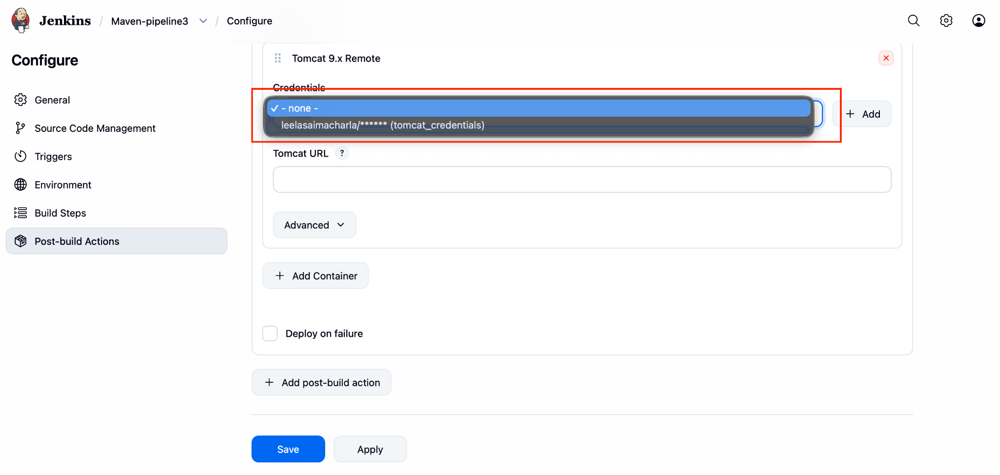 Jenkins / Maven-pipeline3 / Configure
Configure
General
Source Code Management
Triggers
Environment
Build Steps
Post-build Actions
Tomcat 9.x Remote
Credentials
✓ - none -
leelasaimacharla/****** (tomcat_credentials)
+ Add
Tomcat URL ?
Advanced
+ Add Container
Deploy on failure
+ Add post-build action
Save
Apply